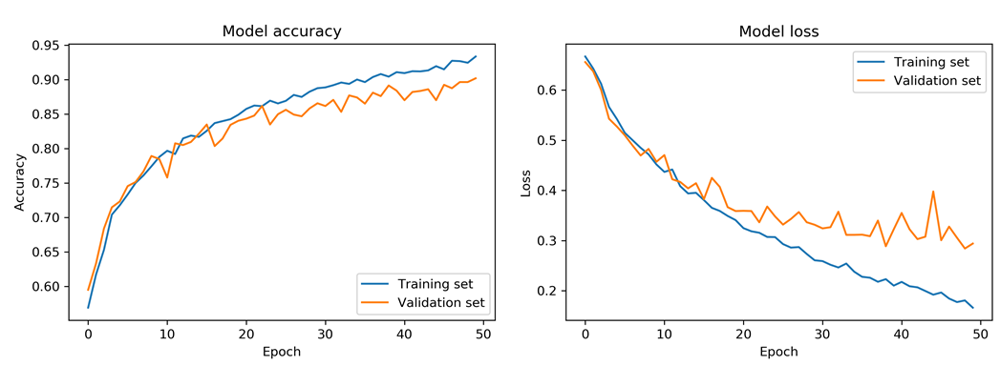 Model accuracy
0.95
0.90
0.85
0.80
0.75
0.70
0.65
0.60
Accuracy
0
10
20
30
40
50
Epoch
Training set
Validation set
Model loss
0.6
0.5
0.4
0.3
0.2
Loss
0
10
20
30
40
50
Epoch
Training set
Validation set